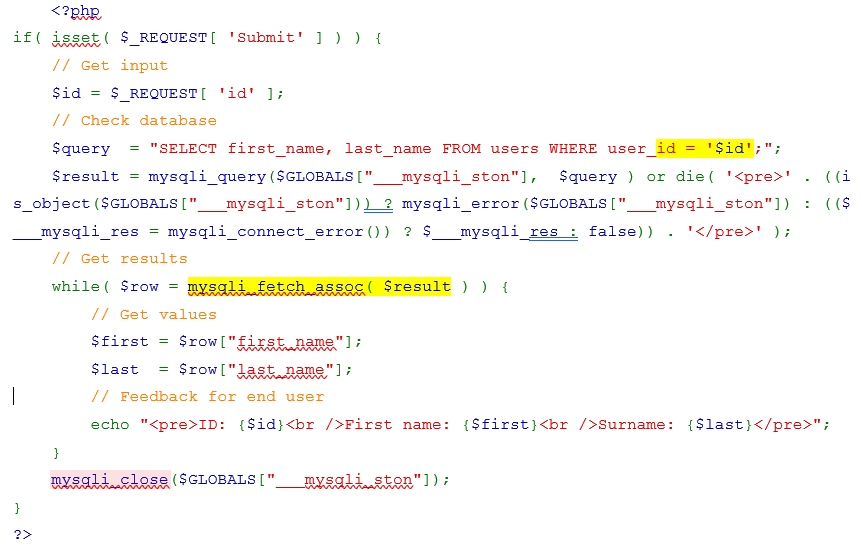 <?php
if( isset( $_REQUEST[ 'Submit' ] ) ) {
// Get input
$id = $_REQUEST[ 'id' ];
// Check database
$query  = "SELECT first_name, last_name FROM users WHERE user_id = '$id';";
$result = mysqli_query($GLOBALS["___mysqli_ston"],  $query ) or die( '<pre>' . ((i
s_object($GLOBALS["___mysqli_ston"])) ? mysqli_error($GLOBALS["___mysqli_ston"]) : (($
___mysqli_res = mysqli_connect_error()) ? $___mysqli_res : false)) . '</pre>' );
// Get results
while( $row = mysqli_fetch_assoc( $result ) ) {
// Get values
$first = $row["first_name"];
$last  = $row["last_name"];
// Feedback for end user
echo "<pre>ID: {$id}<br />First name: {$first}<br />Surname: {$last}</pre>";
}
mysqli_close($GLOBALS["___mysqli_ston"]);
}
?>